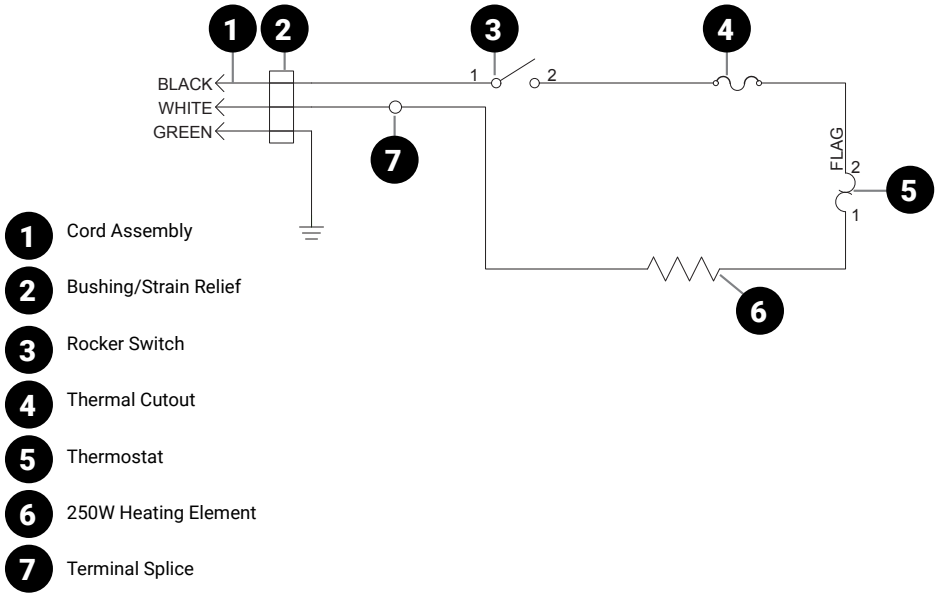 1 2 3 4
1 2
BLACK
WHITE
GREEN
7
FLAG
2
5
1
6
1 Cord Assembly
2 Bushing/Strain Relief
3 Rocker Switch
4 Thermal Cutout
5 Thermostat
6 250W Heating Element
7 Terminal Splice